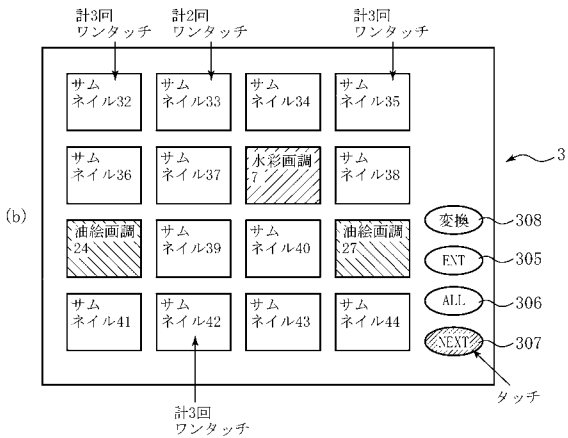 計3回
ワンタッチ
計2回
ワンタッチ
計3回
ワンタッチ
サム
ネイル32
サム
ネイル33
サム
ネイル34
サム
ネイル35
3
サム
ネイル36
サム
ネイル37
水彩画調
7
サム
ネイル38
(b)
油絵画調
24
サム
ネイル39
サム
ネイル40
油絵画調
27
変換
308
ENT
305
サム
ネイル41
サム
ネイル42
サム
ネイル43
サム
ネイル44
ALL
306
NEXT
307
タッチ
計3回
ワンタッチ